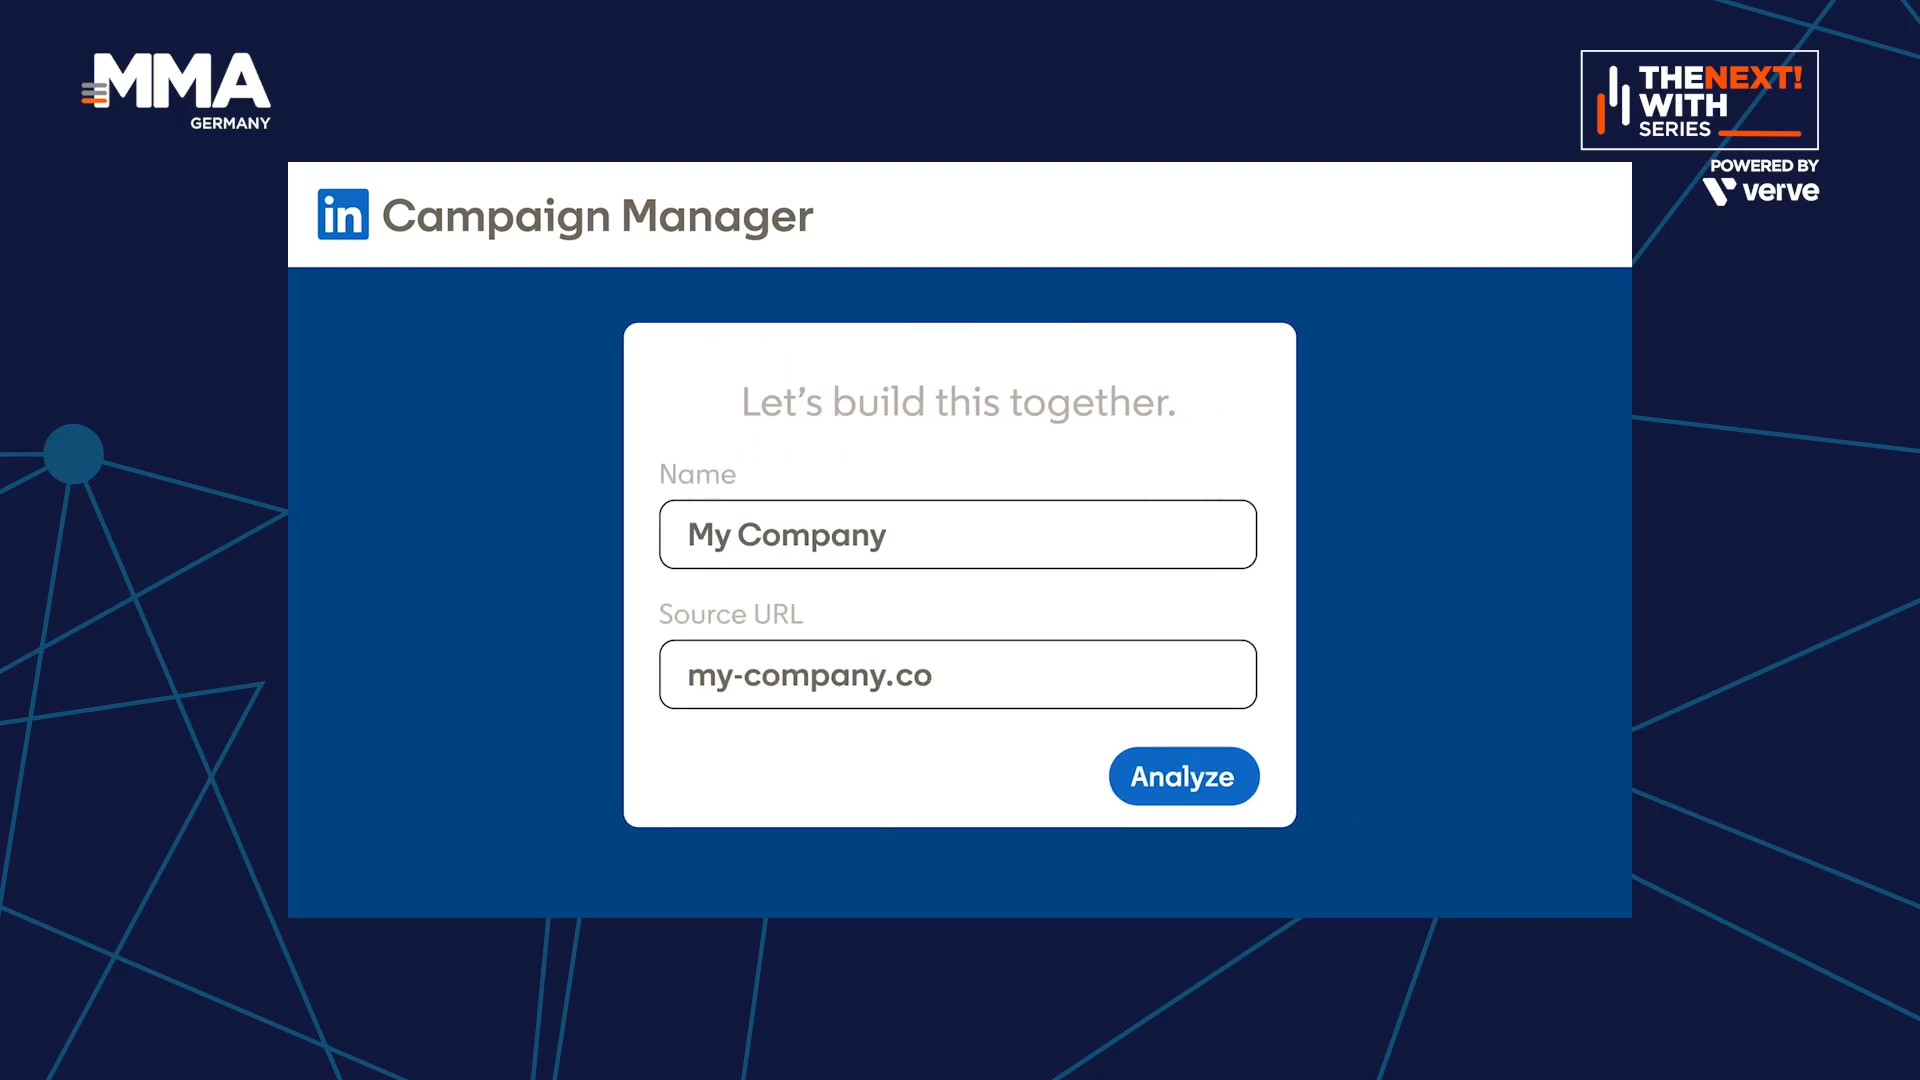 MMA
GERMANY
THENEXT!
WITH
SERIES
POWERED BY
verve
in Campaign Manager
Let's build this together.
Name
My Company
Source URL
my-company.co
Analyze